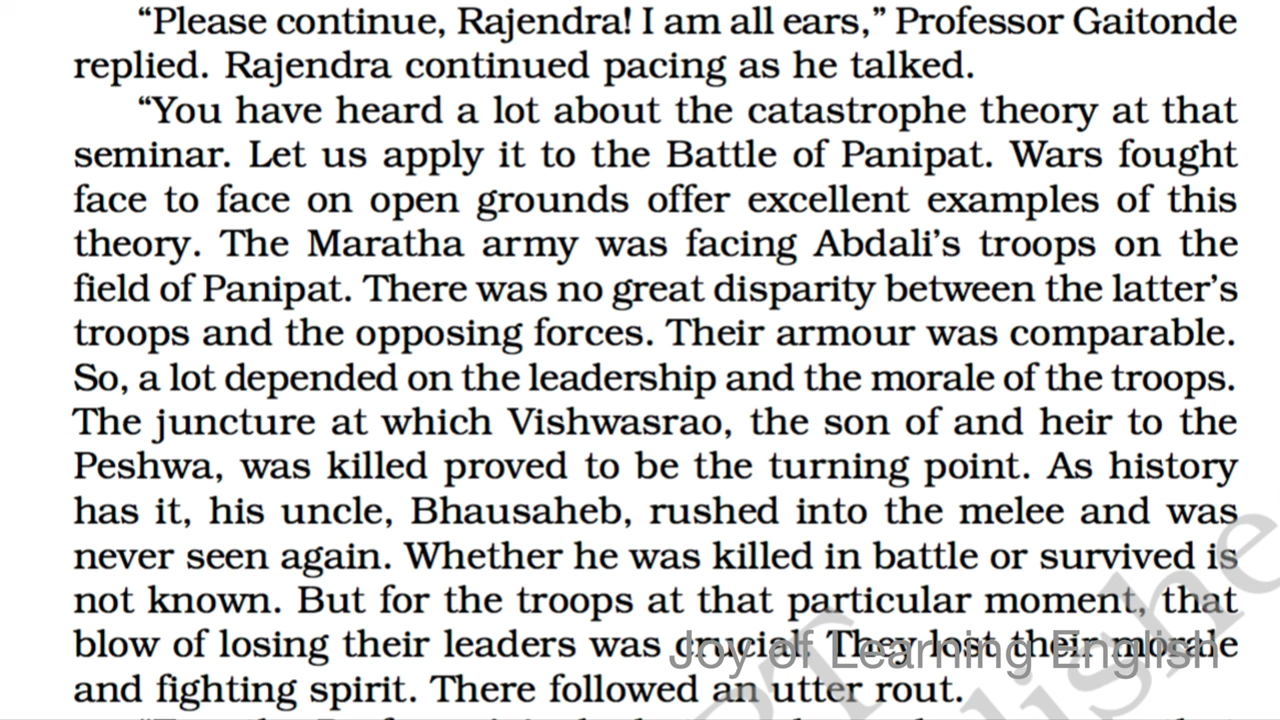 “Please continue, Rajendra! I am all ears,” Professor Gaitonde
replied. Rajendra continued pacing as he talked.
“You have heard a lot about the catastrophe theory at that
seminar. Let us apply it to the Battle of Panipat. Wars fought
face to face on open grounds offer excellent examples of this
theory. The Maratha army was facing Abdali’s troops on the
field of Panipat. There was no great disparity between the latter’s
troops and the opposing forces. Their armour was comparable.
So, a lot depended on the leadership and the morale of the troops.
The juncture at which Vishwasrao, the son of and heir to the
Peshwa, was killed proved to be the turning point. As history
has it, his uncle, Bhausaheb, rushed into the melee and was
never seen again. Whether he was killed in battle or survived is
not known. But for the troops at that particular moment, that
blow of losing their leaders was crucial. They lost their morale
and fighting spirit. There followed an utter rout.
Joy of Learning English